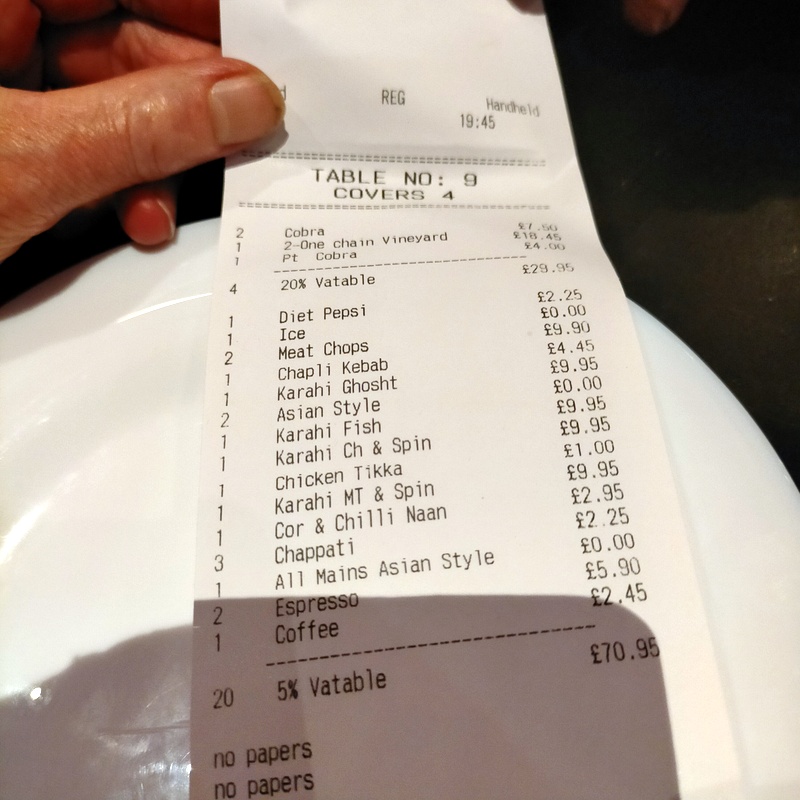 REG Handheld
19:45
TABLE NO: 9
COVERS 4
2 Cobra £7.50
1 2-One chain Vineyard £18.45
1 Pt Cobra £4.00
4 20% Vatable £29.95
1 Diet Pepsi £2.25
1 Ice £0.00
2 Meat Chops £9.90
1 Chapli Kebab £4.45
1 Karahi Ghosht £9.95
2 Asian Style £0.00
1 Karahi Fish £9.95
1 Karahi Ch & Spin £9.95
1 Chicken Tikka £1.00
1 Karahi MT & Spin £9.95
1 Cor & Chilli Naan £2.95
3 Chappati £2.25
1 All Mains Asian Style £0.00
2 Espresso £5.90
1 Coffee £2.45
20 5% Vatable £70.95
no papers
no papers